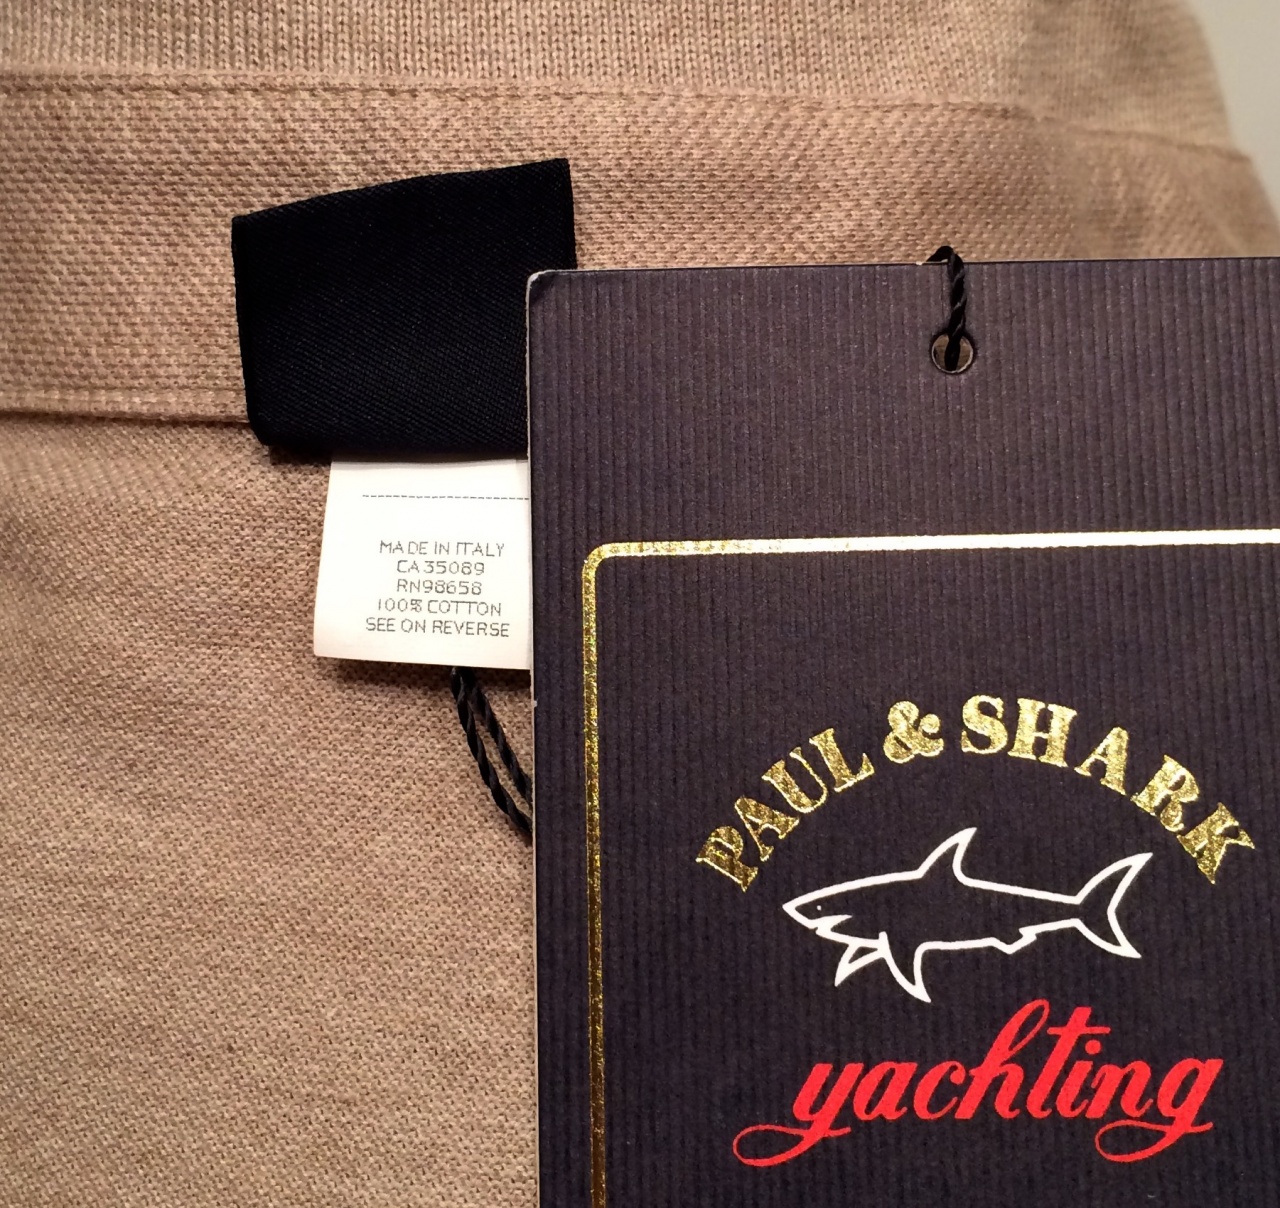 MADE IN ITALY
CA35089
RN98658
100% COTTON
SEE ON REVERSE
PAUL & SHARK
yachting